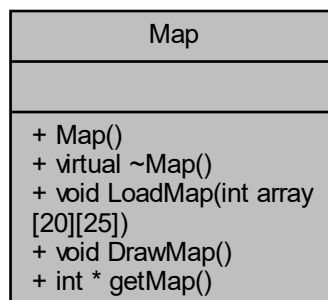 Map
+ Map()
+ virtual ~Map()
+ void LoadMap(int array
[20][25])
+ void DrawMap()
+ int * getMap()